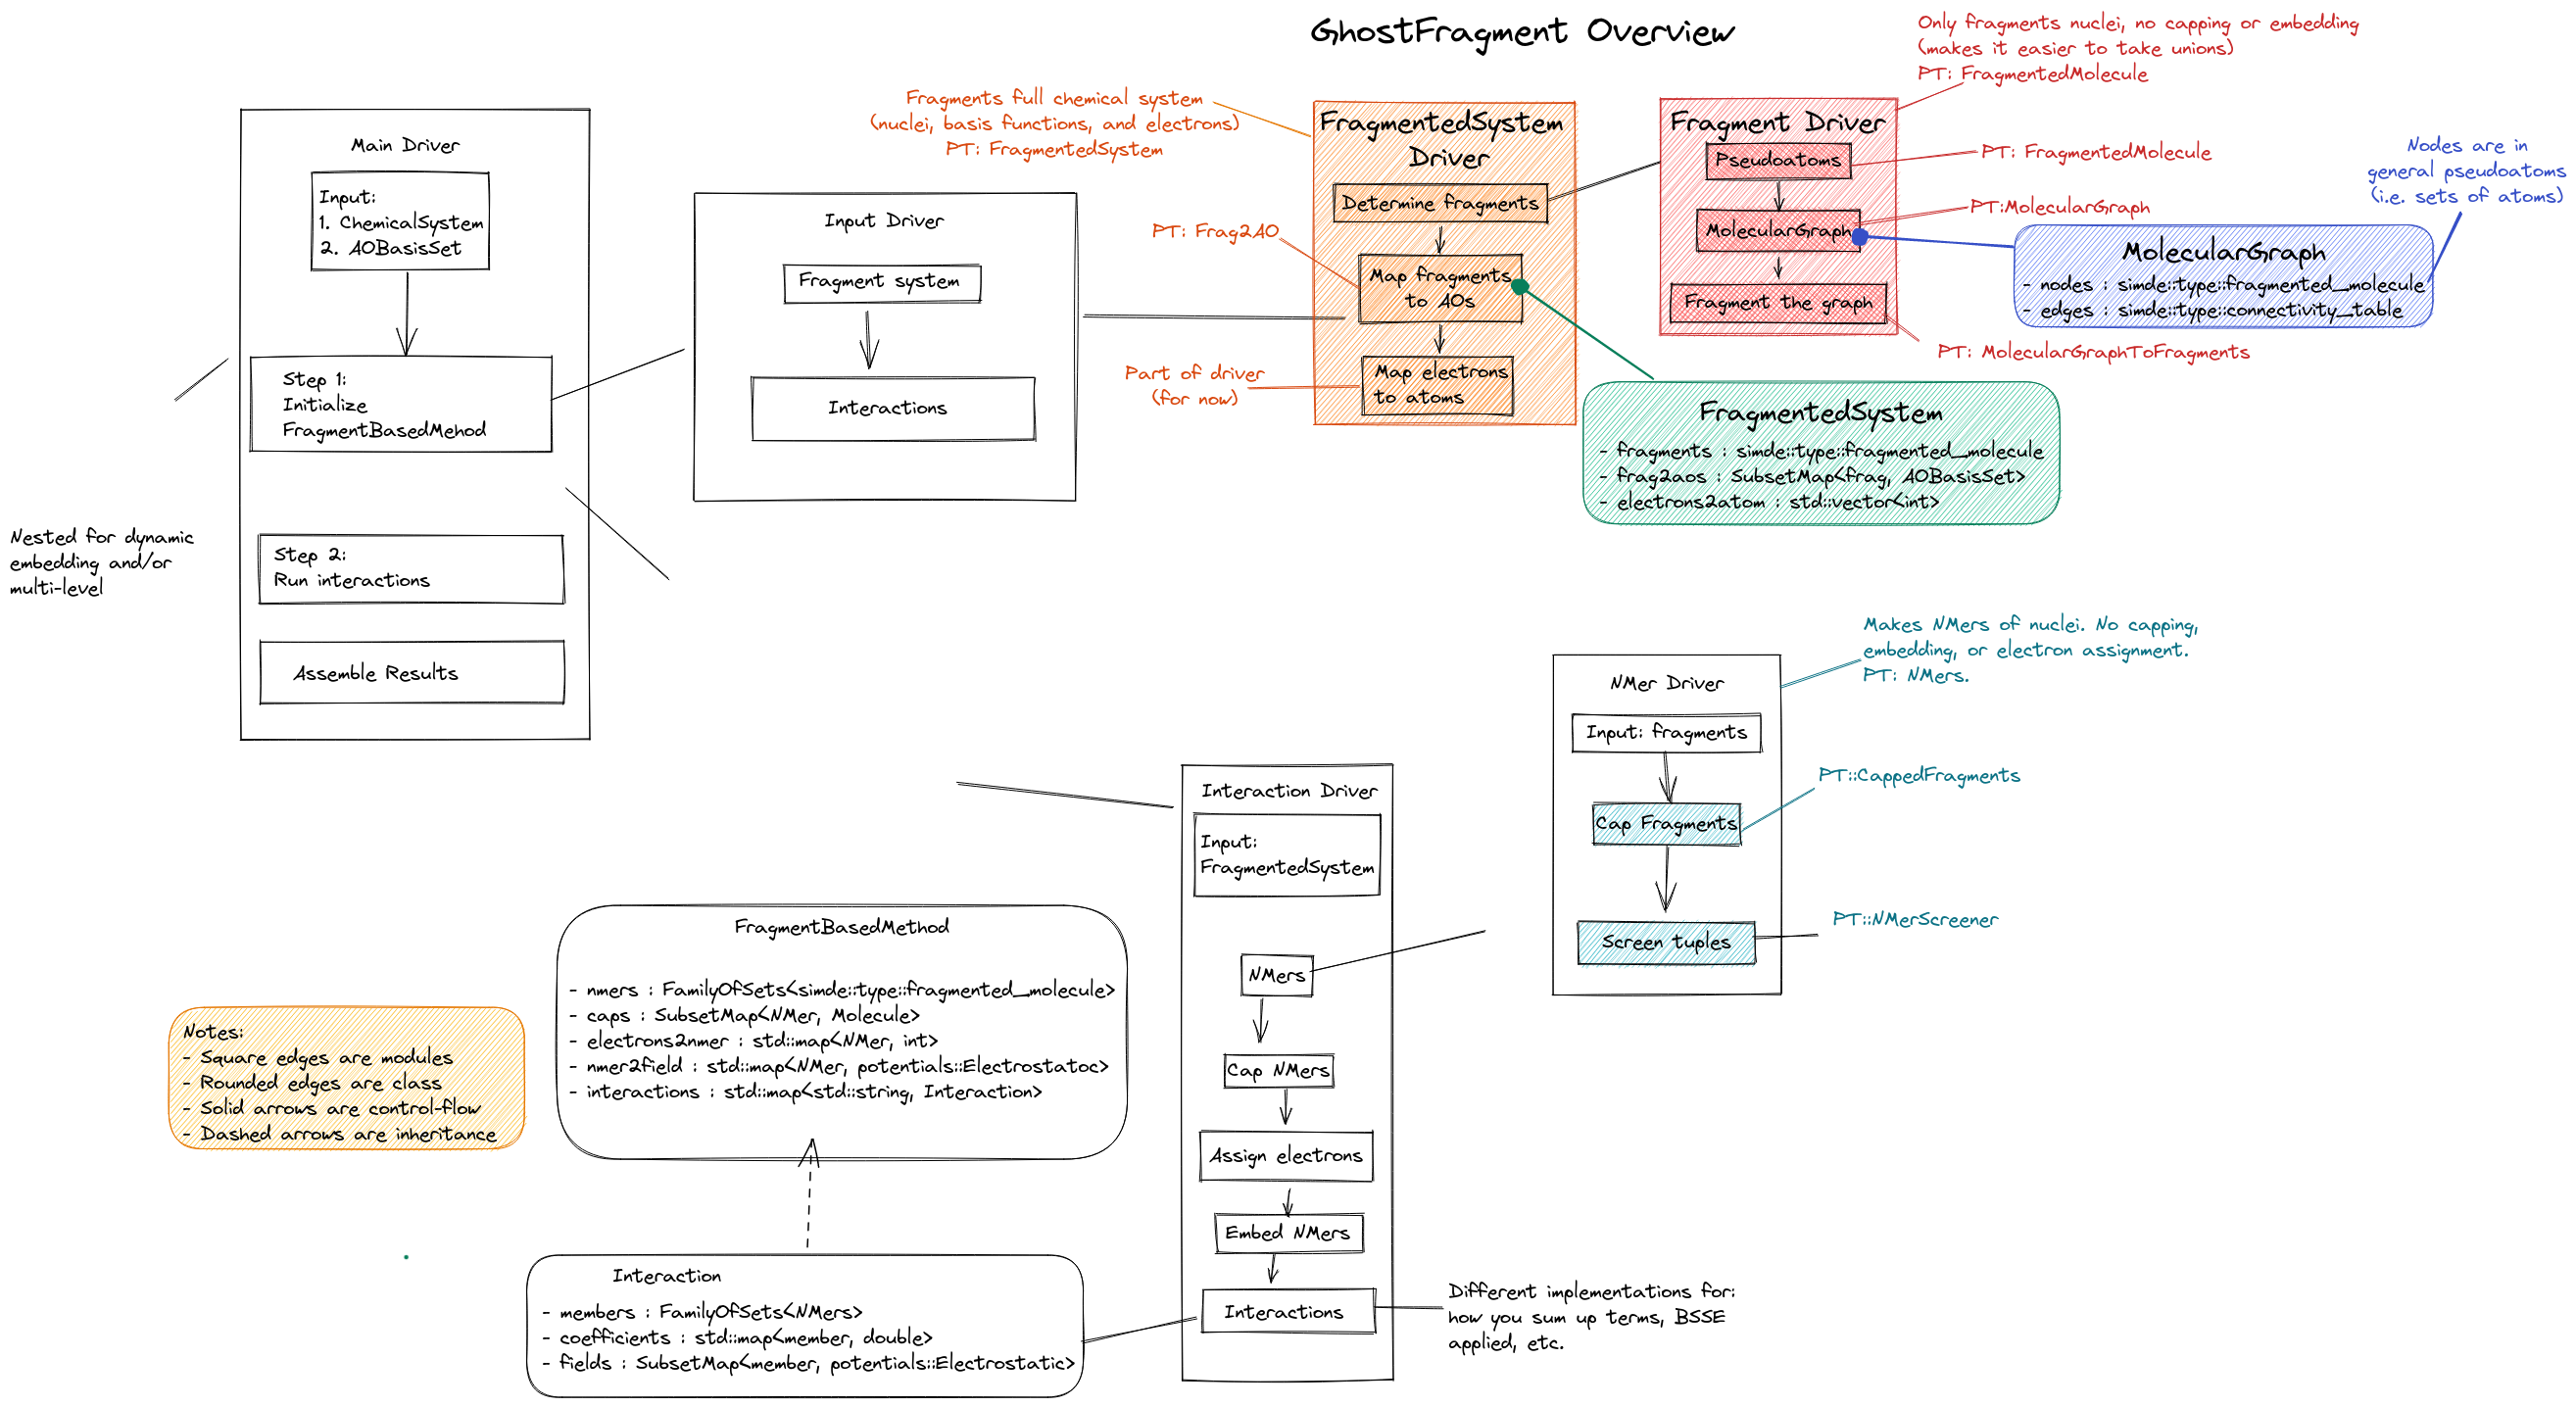 GhostFragment Overview
Only fragments nuclei, no capping or embedding
(makes it easier to take unions)
PT: FragmentedMolecule
Fragments full chemical system
(nuclei, basis functions, and electrons)
PT: FragmentedSystem
Main Driver
Input:
1. ChemicalSystem
2. AOBasisSet
Step 1:
Initialize
FragmentBasedMehod
Step 2:
Run interactions
Assemble Results
Nested for dynamic
embedding and/or
multi-level
Input Driver
Fragment system
Interactions
FragmentedSystem
Driver
Determine fragments
Map fragments
to AOs
Map electrons
to atoms
PT: Frag2AO
Part of driver
(for now)
Fragment Driver
Pseudoatoms
MolecularGraph
Fragment the graph
PT: FragmentedMolecule
PT:MolecularGraph
PT: MolecularGraphToFragments
Nodes are in
general pseudoatoms
(i.e. sets of atoms)
MolecularGraph
- nodes : simde::type::fragmented_molecule
- edges : simde::type::connectivity_table
FragmentedSystem
- fragments : simde::type::fragmented_molecule
- frag2aos : SubsetMap<frag, AOBasisSet>
- electrons2atom : std::vector<int>
Makes NMers of nuclei. No capping,
embedding, or electron assignment.
PT: NMers.
NMer Driver
Input: fragments
Cap Fragments
Screen tuples
PT::CappedFragments
PT::NMerScreener
Interaction Driver
Input:
FragmentedSystem
NMers
Cap NMers
Assign electrons
Embed NMers
Interactions
Different implementations for:
how you sum up terms, BSSE
applied, etc.
FragmentBasedMethod
- nmers : FamilyOfSets<simde::type::fragmented_molecule>
- caps : SubsetMap<NMer, Molecule>
- electrons2nmer : std::map<NMer, int>
- nmer2field : std::map<NMer, potentials::Electrostatoc>
- interactions : std::map<std::string, Interaction>
Notes:
- Square edges are modules
- Rounded edges are class
- Solid arrows are control-flow
- Dashed arrows are inheritance
Interaction
- members : FamilyOfSets<NMers>
- coefficients : std::map<member, double>
- fields : SubsetMap<member, potentials::Electrostatic>